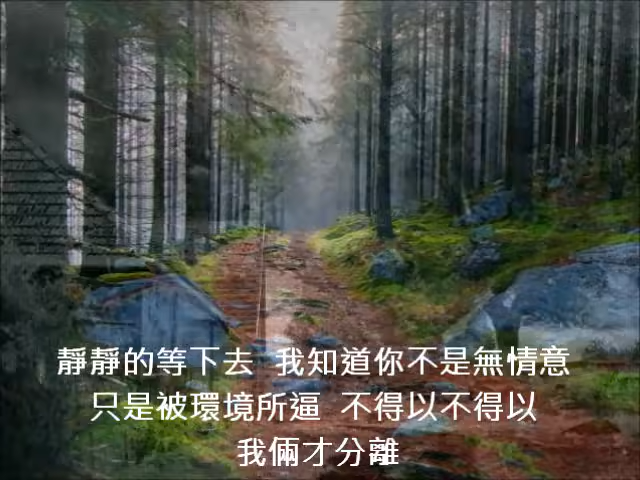 靜靜的等下去 我知道你不是無情意
只是被環境所逼 不得以不得以
我倆才分離